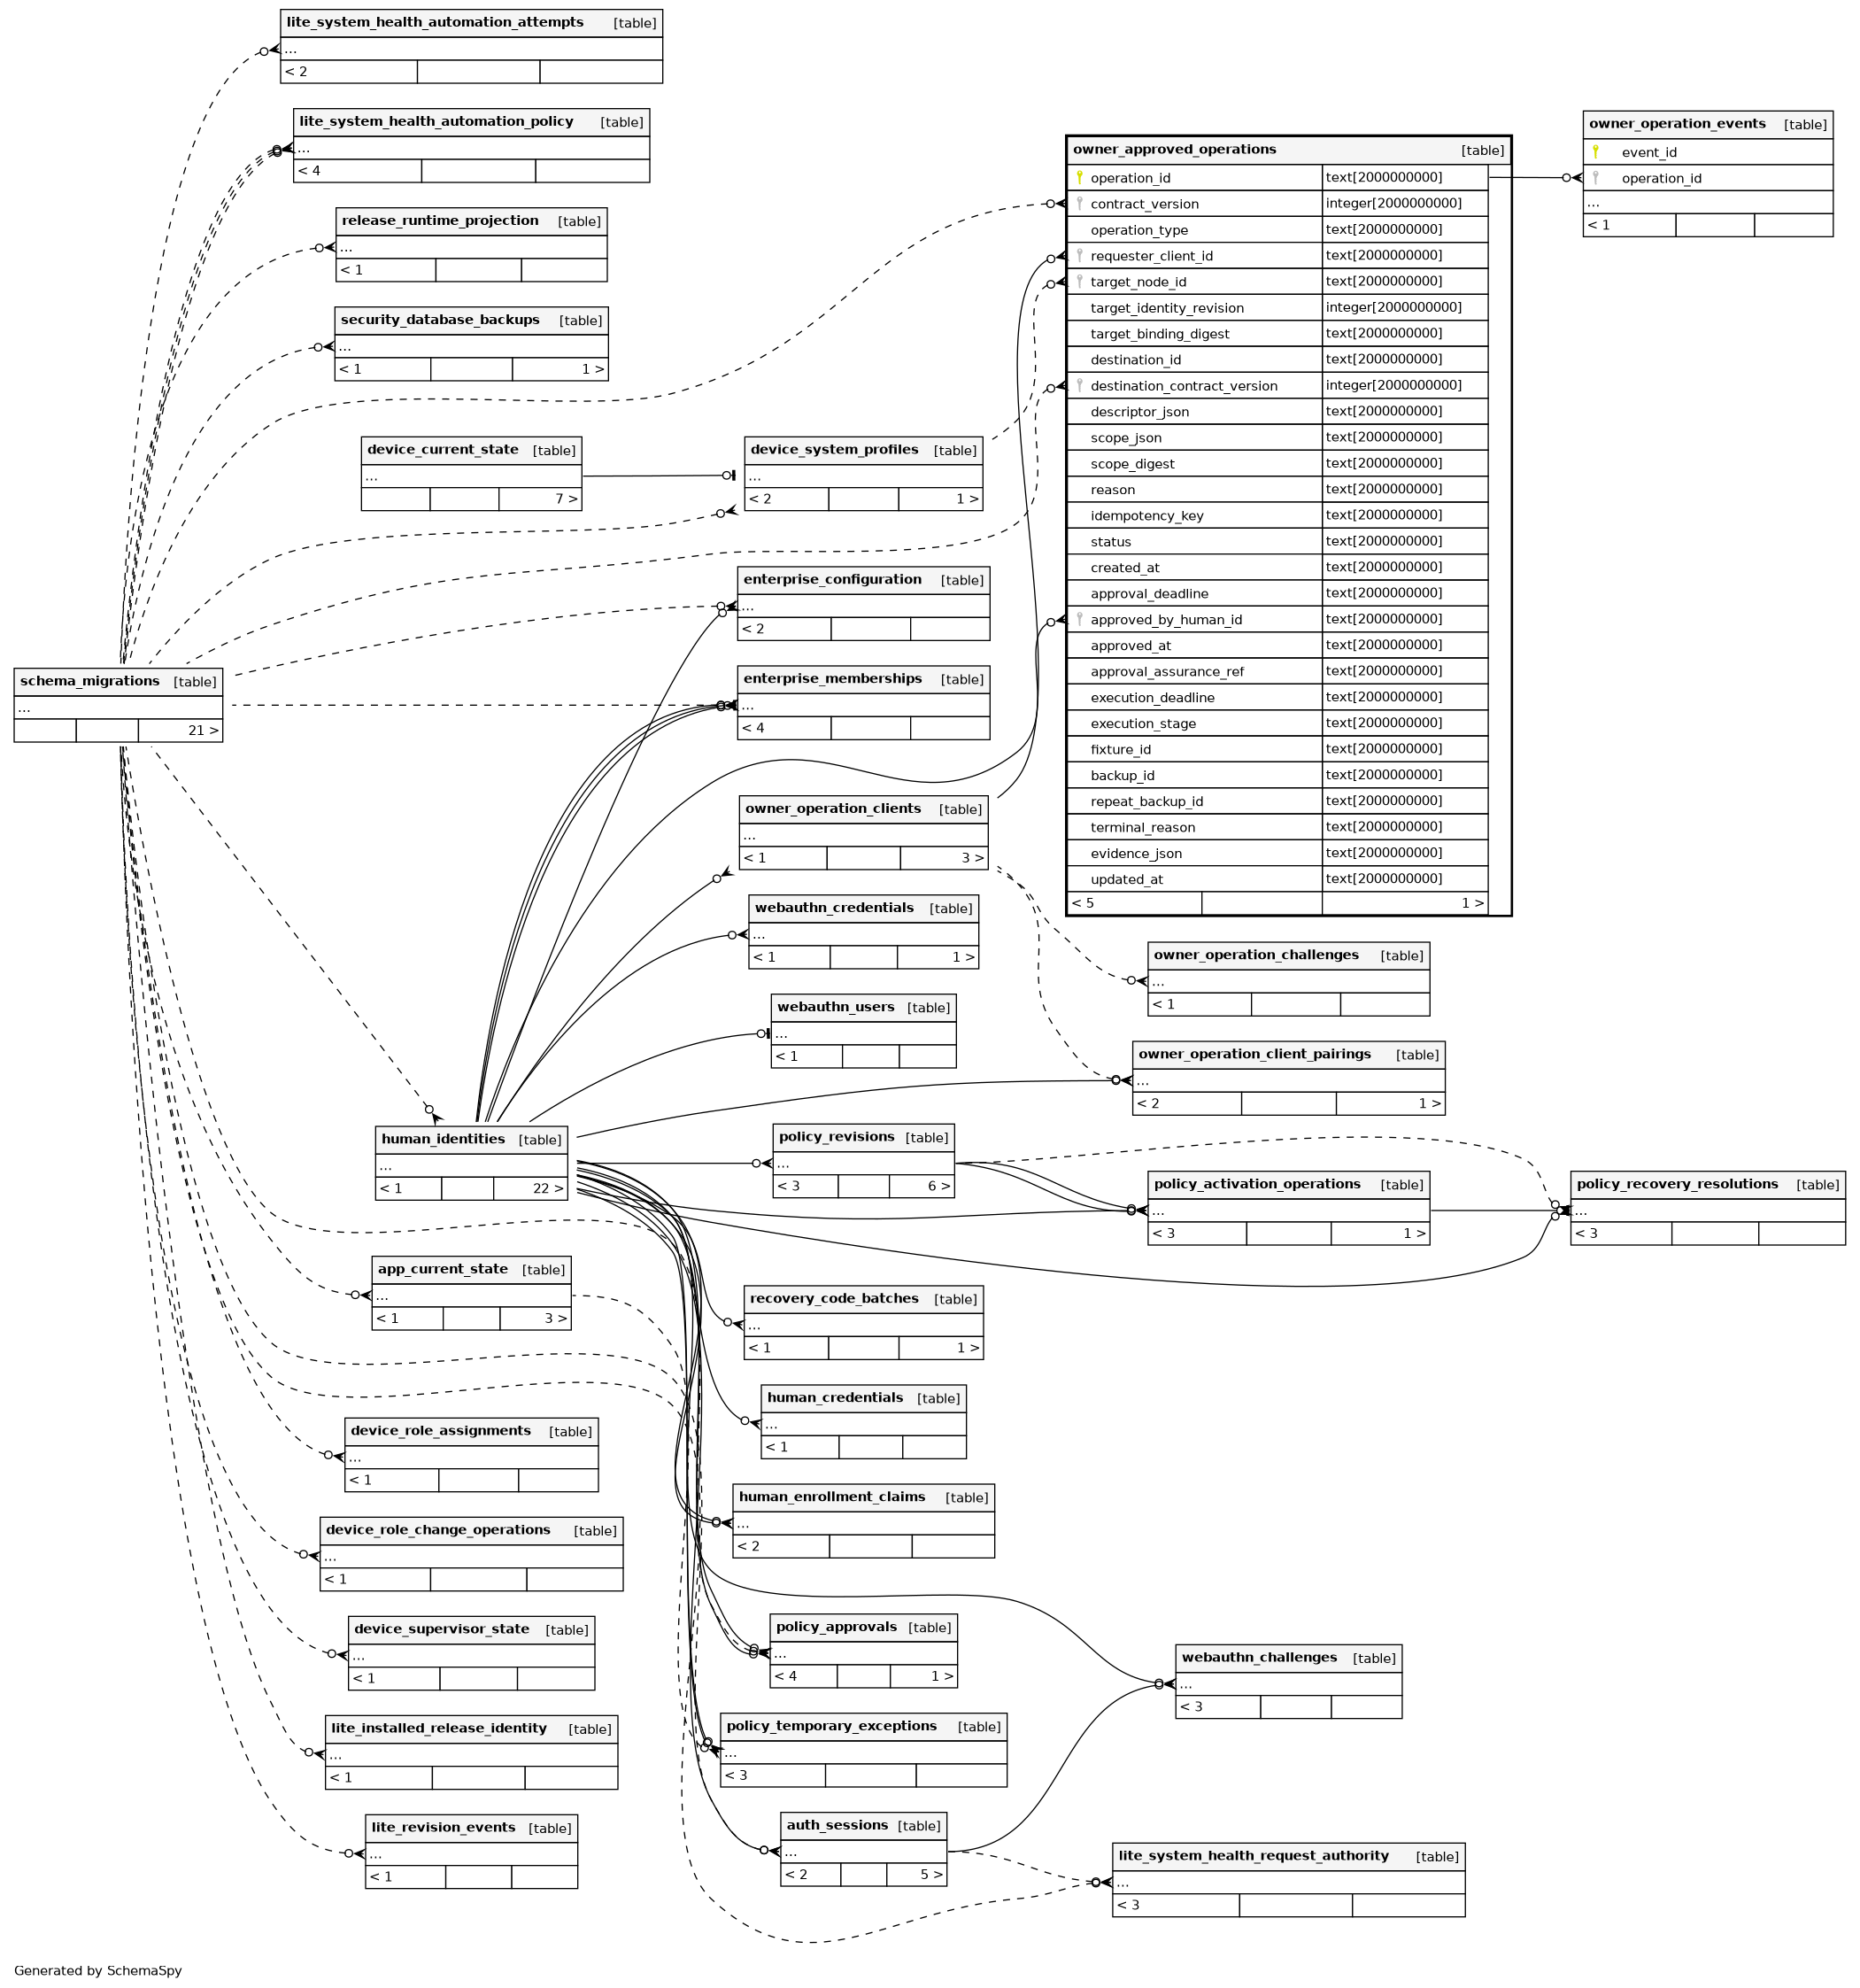 lite_system_health_automation_attempts [table]
...
< 2
lite_system_health_automation_policy [table]
...
< 4
release_runtime_projection [table]
...
< 1
security_database_backups [table]
...
< 1 1 >
device_current_state [table]
...
7 >
device_system_profiles [table]
...
< 2 1 >
enterprise_configuration [table]
...
< 2
enterprise_memberships [table]
...
< 4
schema_migrations [table]
...
21 >
owner_operation_clients [table]
...
< 1 3 >
webauthn_credentials [table]
...
< 1 1 >
webauthn_users [table]
...
< 1
owner_approved_operations [table]
operation_id text[2000000000]
contract_version integer[2000000000]
operation_type text[2000000000]
requester_client_id text[2000000000]
target_node_id text[2000000000]
target_identity_revision integer[2000000000]
target_binding_digest text[2000000000]
destination_id text[2000000000]
destination_contract_version integer[2000000000]
descriptor_json text[2000000000]
scope_json text[2000000000]
scope_digest text[2000000000]
reason text[2000000000]
idempotency_key text[2000000000]
status text[2000000000]
created_at text[2000000000]
approval_deadline text[2000000000]
approved_by_human_id text[2000000000]
approved_at text[2000000000]
approval_assurance_ref text[2000000000]
execution_deadline text[2000000000]
execution_stage text[2000000000]
fixture_id text[2000000000]
backup_id text[2000000000]
repeat_backup_id text[2000000000]
terminal_reason text[2000000000]
evidence_json text[2000000000]
updated_at text[2000000000]
< 5 1 >
owner_operation_events [table]
event_id
operation_id
...
< 1
owner_operation_challenges [table]
...
< 1
owner_operation_client_pairings [table]
...
< 2 1 >
human_identities [table]
...
< 1 22 >
policy_revisions [table]
...
< 3 6 >
policy_activation_operations [table]
...
< 3 1 >
policy_recovery_resolutions [table]
...
< 3
app_current_state [table]
...
< 1 3 >
recovery_code_batches [table]
...
< 1 1 >
human_credentials [table]
...
< 1
device_role_assignments [table]
...
< 1
human_enrollment_claims [table]
...
< 2
device_role_change_operations [table]
...
< 1
device_supervisor_state [table]
...
< 1
policy_approvals [table]
...
< 4 1 >
webauthn_challenges [table]
...
< 3
lite_installed_release_identity [table]
...
< 1
policy_temporary_exceptions [table]
...
< 3
lite_revision_events [table]
...
< 1
auth_sessions [table]
...
< 2 5 >
lite_system_health_request_authority [table]
...
< 3
Generated by SchemaSpy